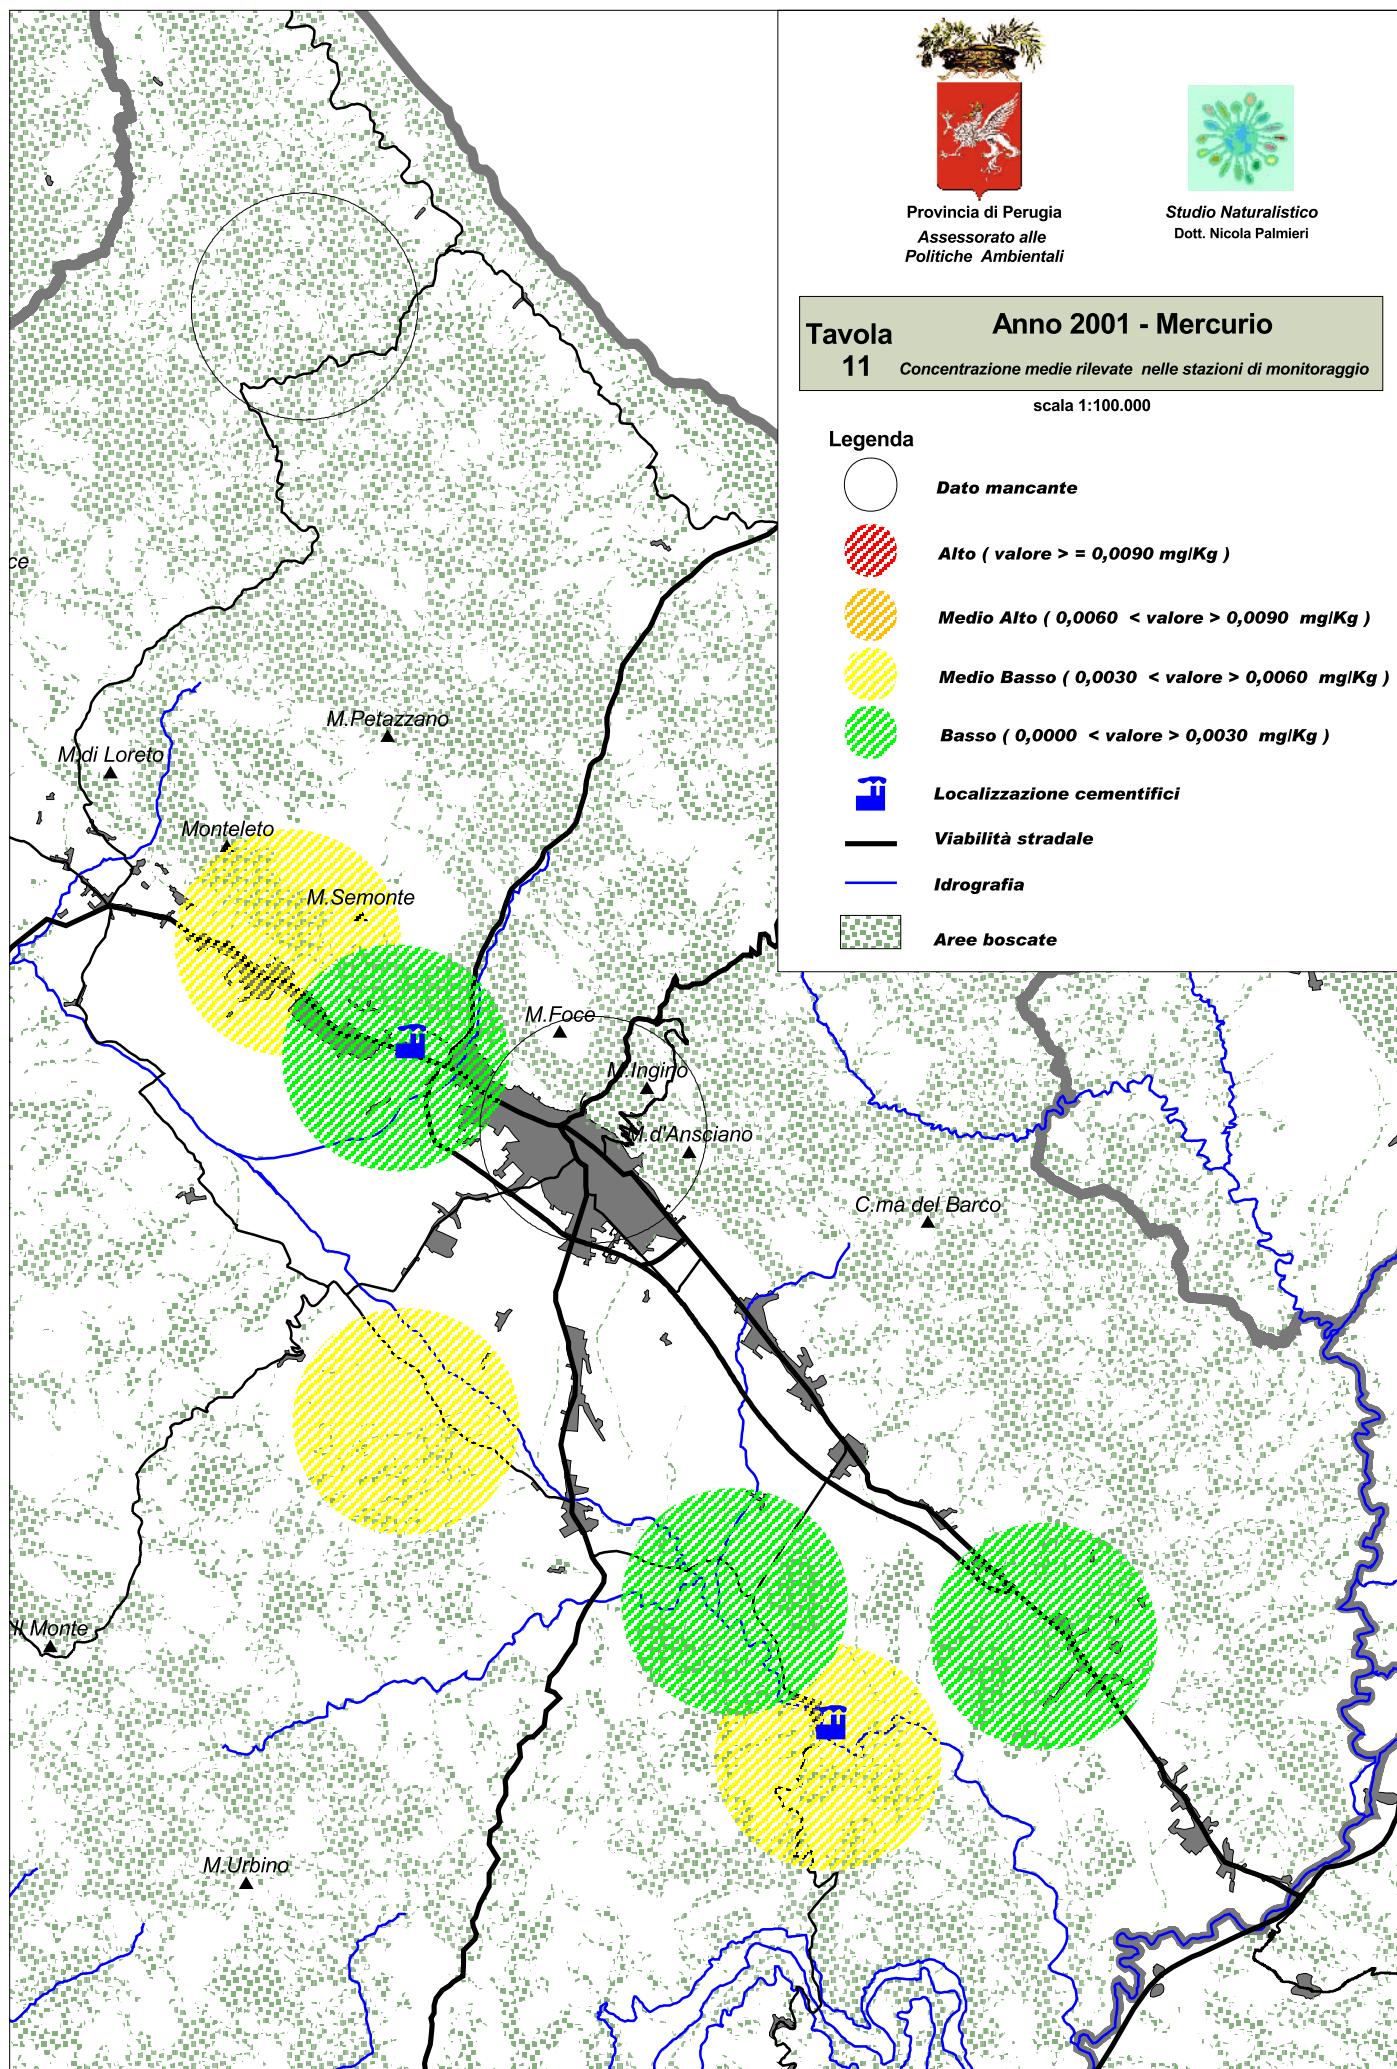 Provincia di Perugia
Assessorato alle
Politiche Ambientali
Studio Naturalistico
Dott. Nicola Palmieri
Tavola
11
Anno 2001 - Mercurio
Concentrazione medie rilevate nelle stazioni di monitoraggio
scala 1:100.000
Legenda
Dato mancante
Alto ( valore > = 0,0090 mg/Kg )
Medio Alto ( 0,0060 < valore > 0,0090 mg/Kg )
Medio Basso ( 0,0030 < valore > 0,0060 mg/Kg )
Basso ( 0,0000 < valore > 0,0030 mg/Kg )
Localizzazione cementifici
Viabilità stradale
Idrografia
Aree boscate
ce
M.Petazzano
M.di Loreto
Monteleto
M.Semonte
M.Foce
M.Ingino
M.d'Ansciano
C.ma del Barco
Il Monte
M.Urbino